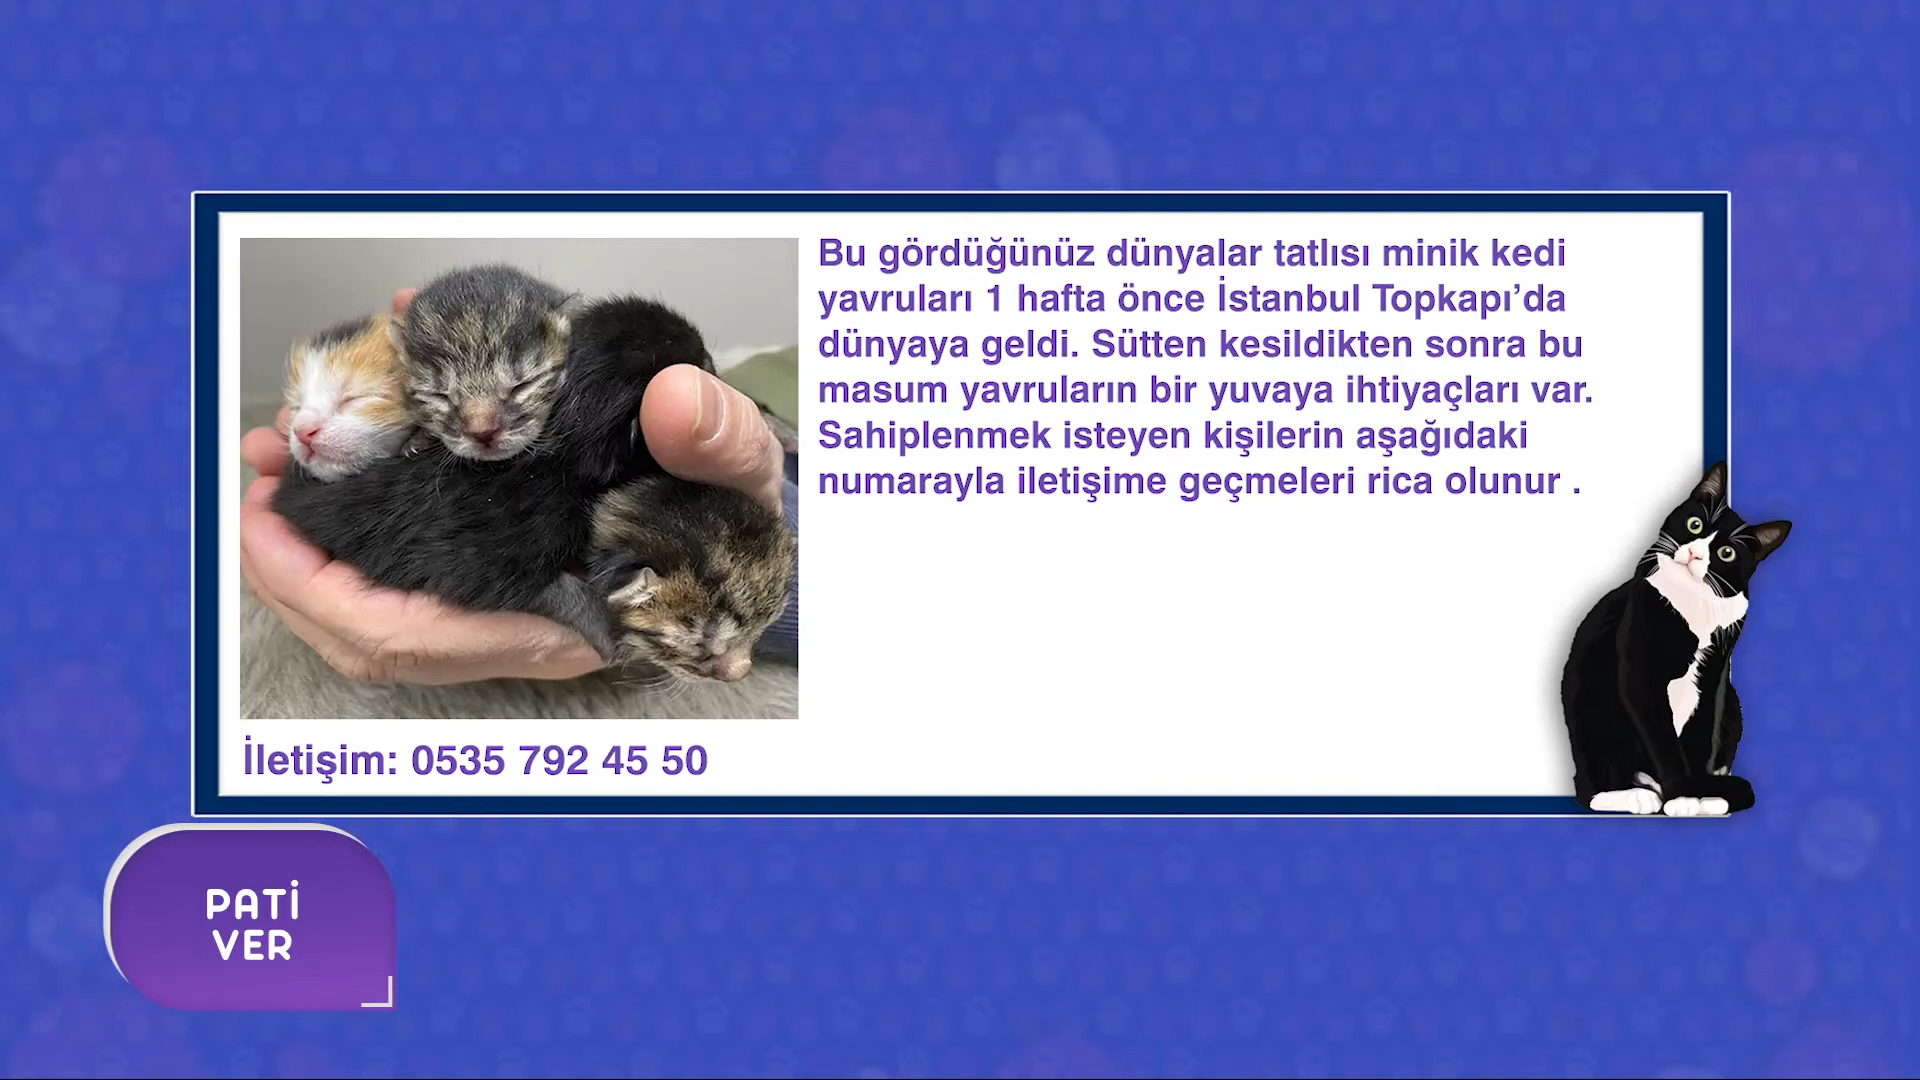 Bu gördüğünüz dünyalar tatlısı minik kedi
yavruları 1 hafta önce İstanbul Topkapı’da
dünyaya geldi. Sütten kesildikten sonra bu
masum yavruların bir yuvaya ihtiyaçları var.
Sahiplenmek isteyen kişilerin aşağıdaki
numarayla iletişime geçmeleri rica olunur .
İletişim: 0535 792 45 50
PATİ
VER